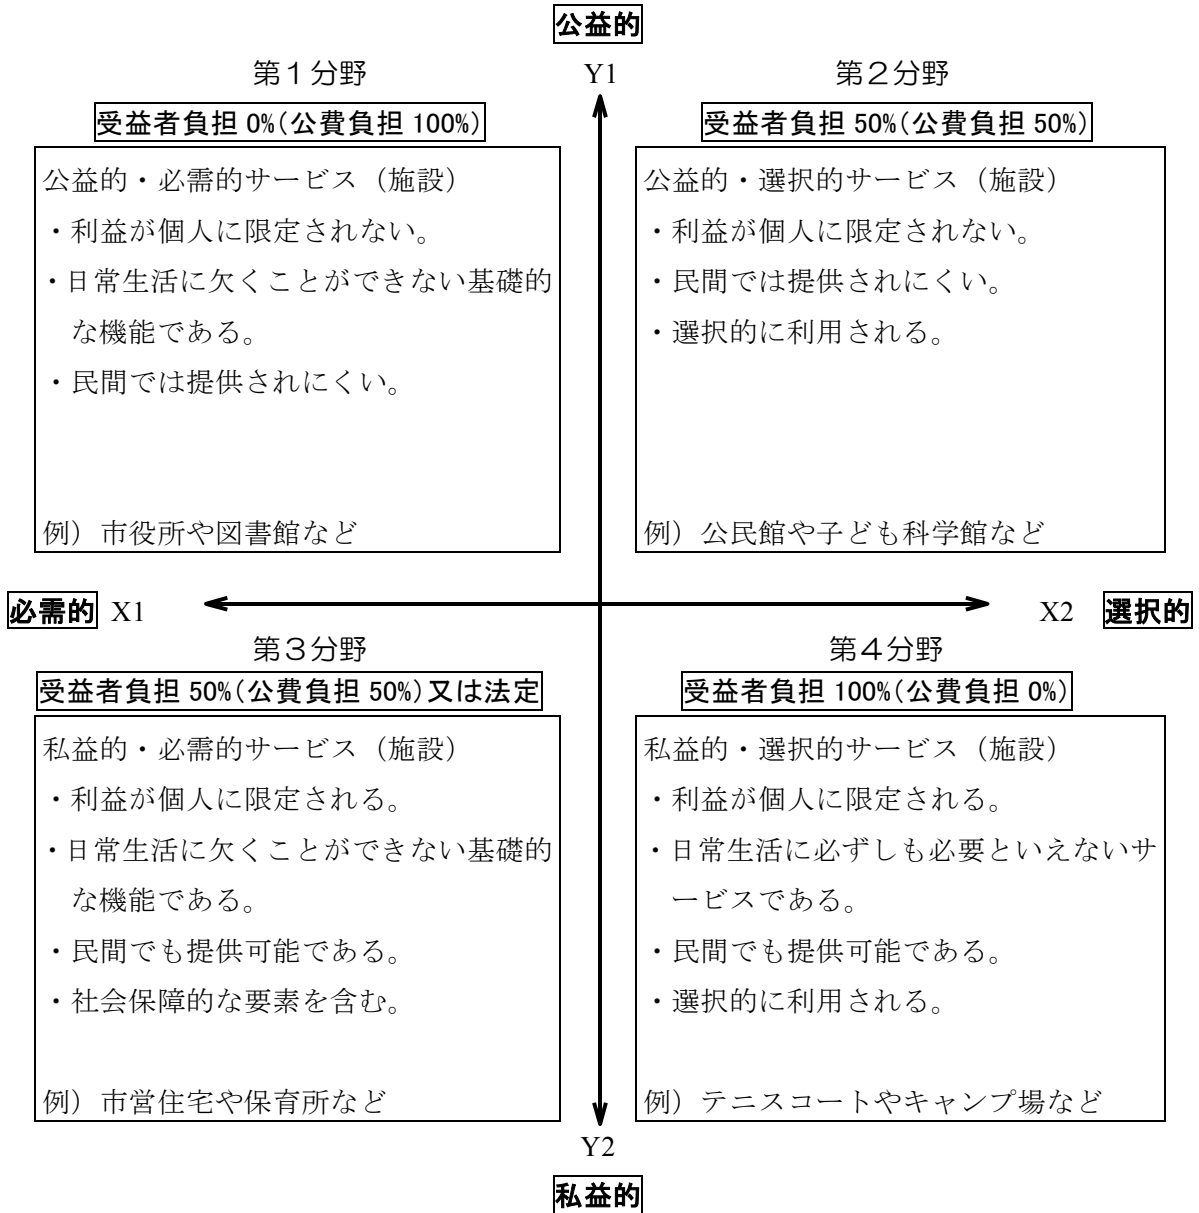 公益的
Y1
第１分野
受益者負担 0%(公費負担 100%)
公益的・必需的サービス（施設）
・利益が個人に限定されない。
・日常生活に欠くことができない基礎的
な機能である。
・民間では提供されにくい。
例）市役所や図書館など
第２分野
受益者負担 50%(公費負担 50%)
公益的・選択的サービス（施設）
・利益が個人に限定されない。
・民間では提供されにくい。
・選択的に利用される。
例）公民館や子ども科学館など
必需的 X1
X2 選択的
第３分野
受益者負担 50%(公費負担 50%)又は法定
私益的・必需的サービス（施設）
・利益が個人に限定される。
・日常生活に欠くことができない基礎的
な機能である。
・民間でも提供可能である。
・社会保障的な要素を含む。
例）市営住宅や保育所など
第４分野
受益者負担 100%(公費負担 0%)
私益的・選択的サービス（施設）
・利益が個人に限定される。
・日常生活に必ずしも必要といえないサ
ービスである。
・民間でも提供可能である。
・選択的に利用される。
例）テニスコートやキャンプ場など
Y2
私益的